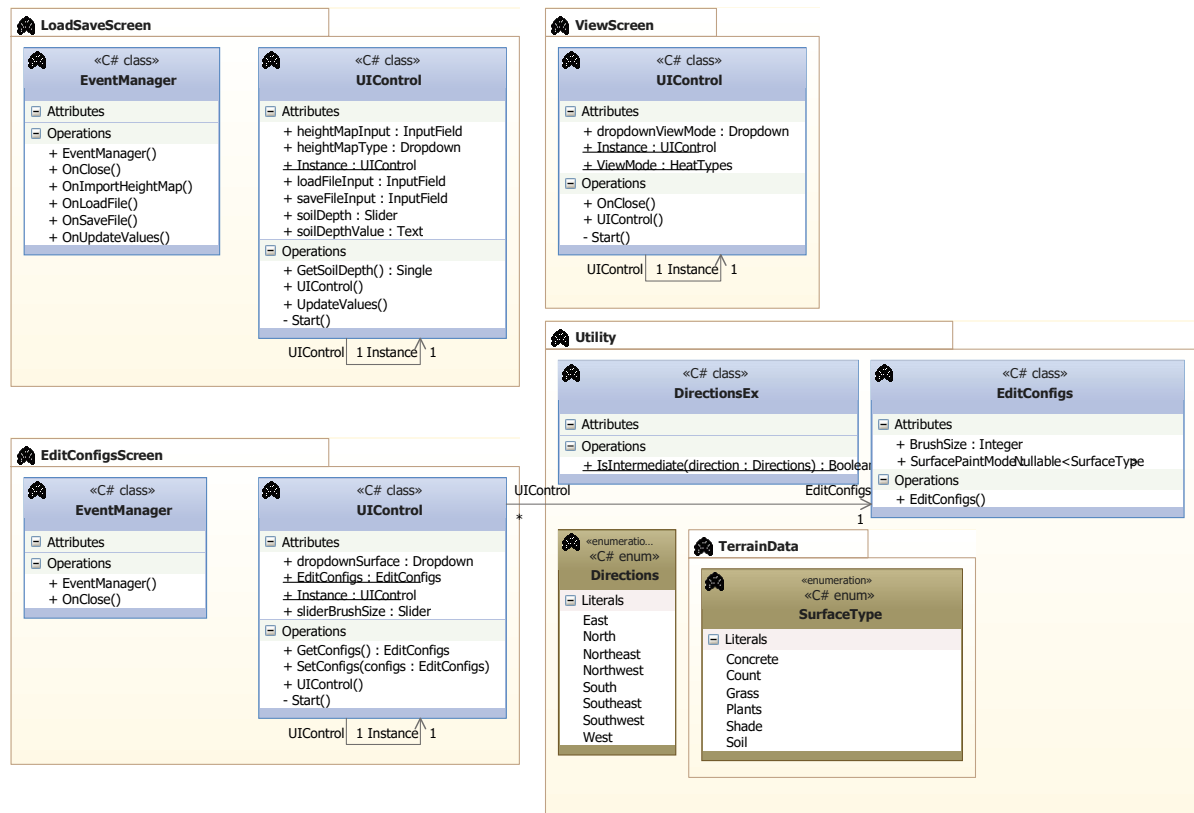 LoadSaveScreen
«C# class»
EventManager
Attributes
Operations
+ EventManager()
+ OnClose()
+ OnImportHeightMap()
+ OnLoadFile()
+ OnSaveFile()
+ OnUpdateValues()
«C# class»
UIControl
Attributes
+ heightMapInput : InputField
+ heightMapType : Dropdown
+ Instance : UIControl
+ loadFileInput : InputField
+ saveFileInput : InputField
+ soilDepth : Slider
+ soilDepthValue : Text
Operations
+ GetSoilDepth() : Single
+ UIControl()
+ UpdateValues()
- Start()
UIControl 1 Instance 1
ViewScreen
«C# class»
UIControl
Attributes
+ dropdownViewMode : Dropdown
+ Instance : UIControl
+ ViewMode : HeatTypes
Operations
+ OnClose()
+ UIControl()
- Start()
UIControl 1 Instance 1
EditConfigsScreen
«C# class»
EventManager
Attributes
Operations
+ EventManager()
+ OnClose()
«C# class»
UIControl
Attributes
+ dropdownSurface : Dropdown
+ EditConfigs : EditConfigs
+ Instance : UIControl
+ sliderBrushSize : Slider
Operations
+ GetConfigs() : EditConfigs
+ SetConfigs(configs : EditConfigs)
+ UIControl()
- Start()
UIControl 1 Instance 1
Utility
«C# class»
DirectionsEx
Attributes
Operations
+ IsIntermediate(direction : Directions) : Boolean
«C# class»
EditConfigs
Attributes
+ BrushSize : Integer
+ SurfacePaintMode : Nullable<SurfaceType>
Operations
+ EditConfigs()
UIControl EditConfigs
* 1
«enumeratio...
«C# enum»
Directions
Literals
East
North
Northeast
Northwest
South
Southeast
Southwest
West
TerrainData
«enumeration»
«C# enum»
SurfaceType
Literals
Concrete
Count
Grass
Plants
Shade
Soil